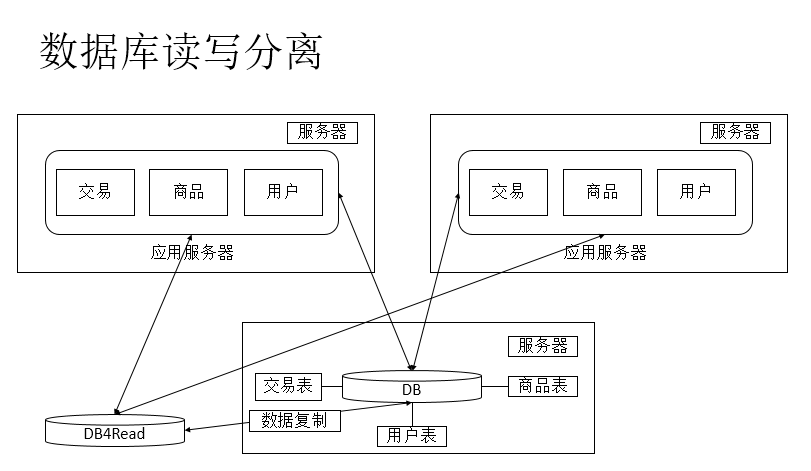 数据库读写分离
服务器
交易
商品
用户
应用服务器
服务器
交易
商品
用户
应用服务器
服务器
交易表
DB
商品表
数据复制
用户表
DB4Read